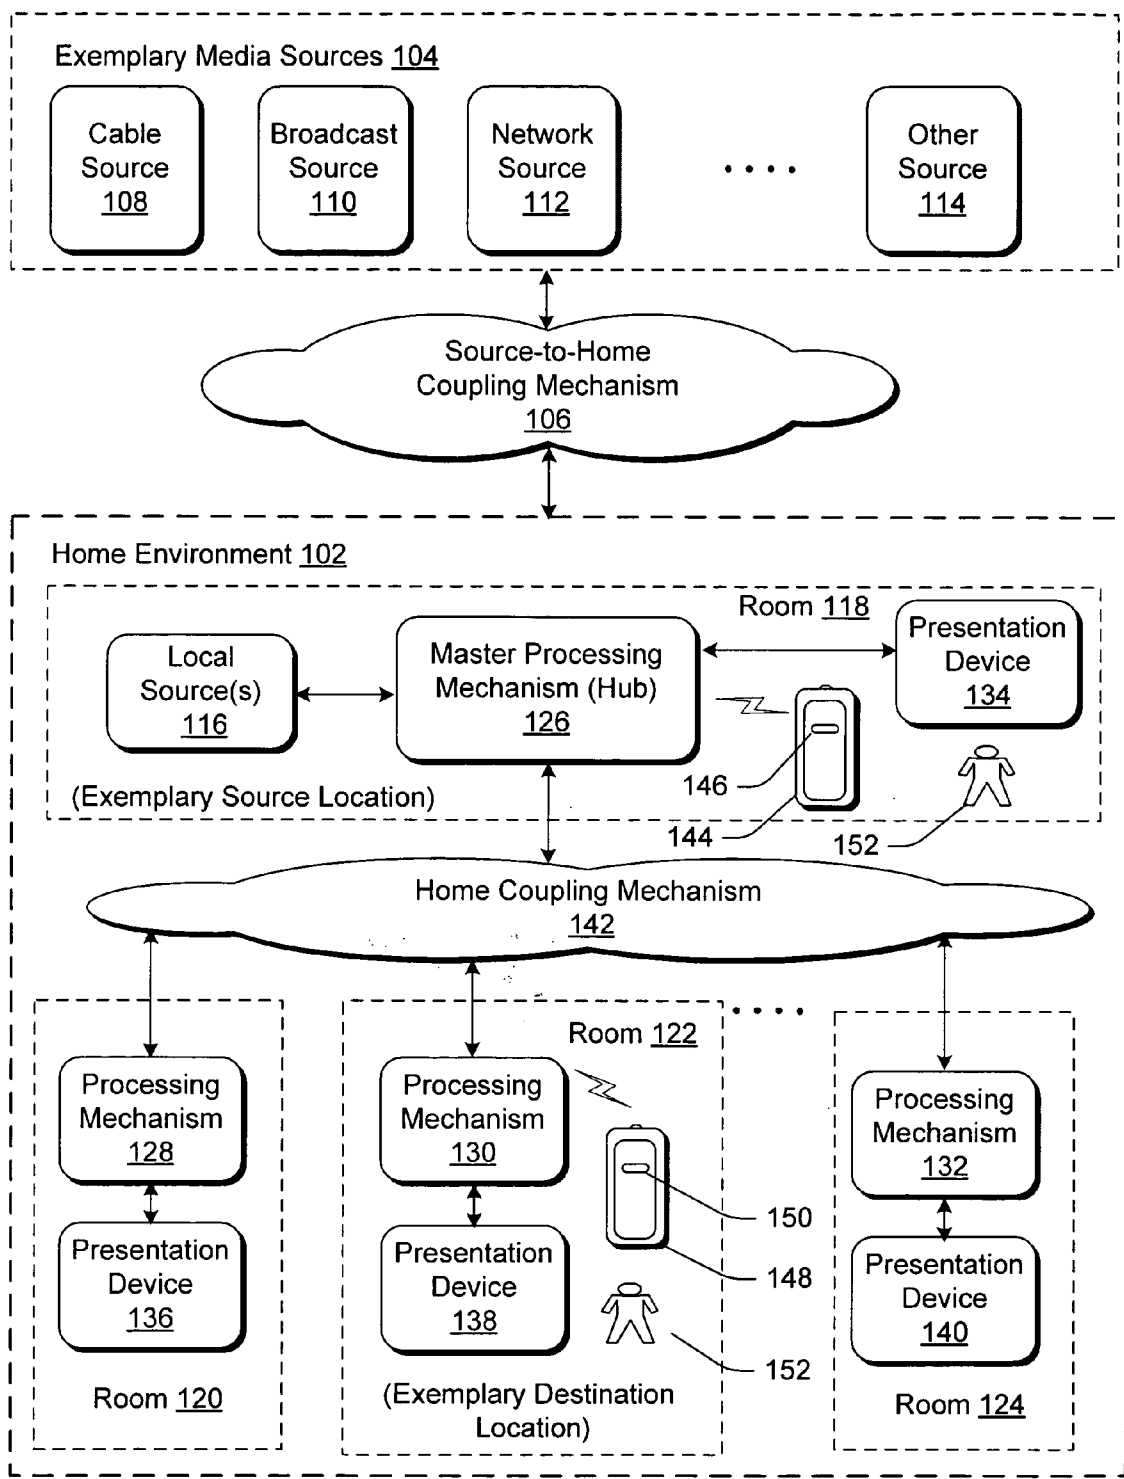 Exemplary Media Sources 104
Cable
Source
108
Broadcast
Source
110
Network
Source
112
Other
Source
114
Source-to-Home
Coupling Mechanism
106
Home Environment 102
Room 118
Local
Source(s)
116
Master Processing
Mechanism (Hub)
126
Presentation
Device
134
146
144
152
(Exemplary Source Location)
Home Coupling Mechanism
142
Processing
Mechanism
128
Presentation
Device
136
Room 120
Room 122
Processing
Mechanism
130
Presentation
Device
138
150
148
152
(Exemplary Destination
Location)
Processing
Mechanism
132
Presentation
Device
140
Room 124